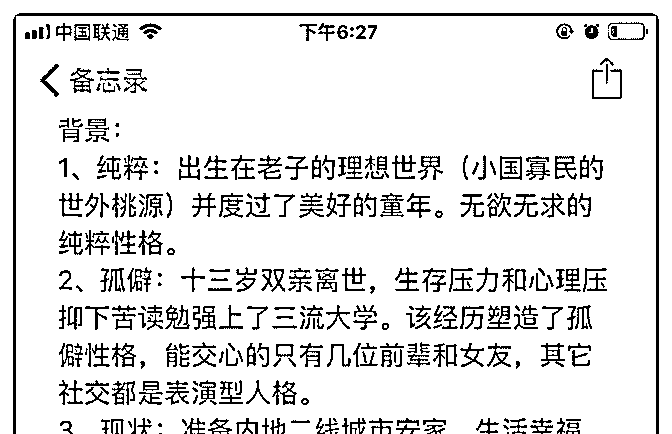 中国联通 下午6:27
备忘录
背景：
1、纯粹：出生在老子的理想世界（小国寡民的
世外桃源）并度过了美好的童年。无欲无求的
纯粹性格。
2、孤僻：十三岁双亲离世，生存压力和心理压
抑下苦读勉强上了三流大学。该经历塑造了孤
僻性格，能交心的只有几位前辈和女友，其它
社交都是表演型人格。
3、现状：准备内地二线城市安家，生活幸福